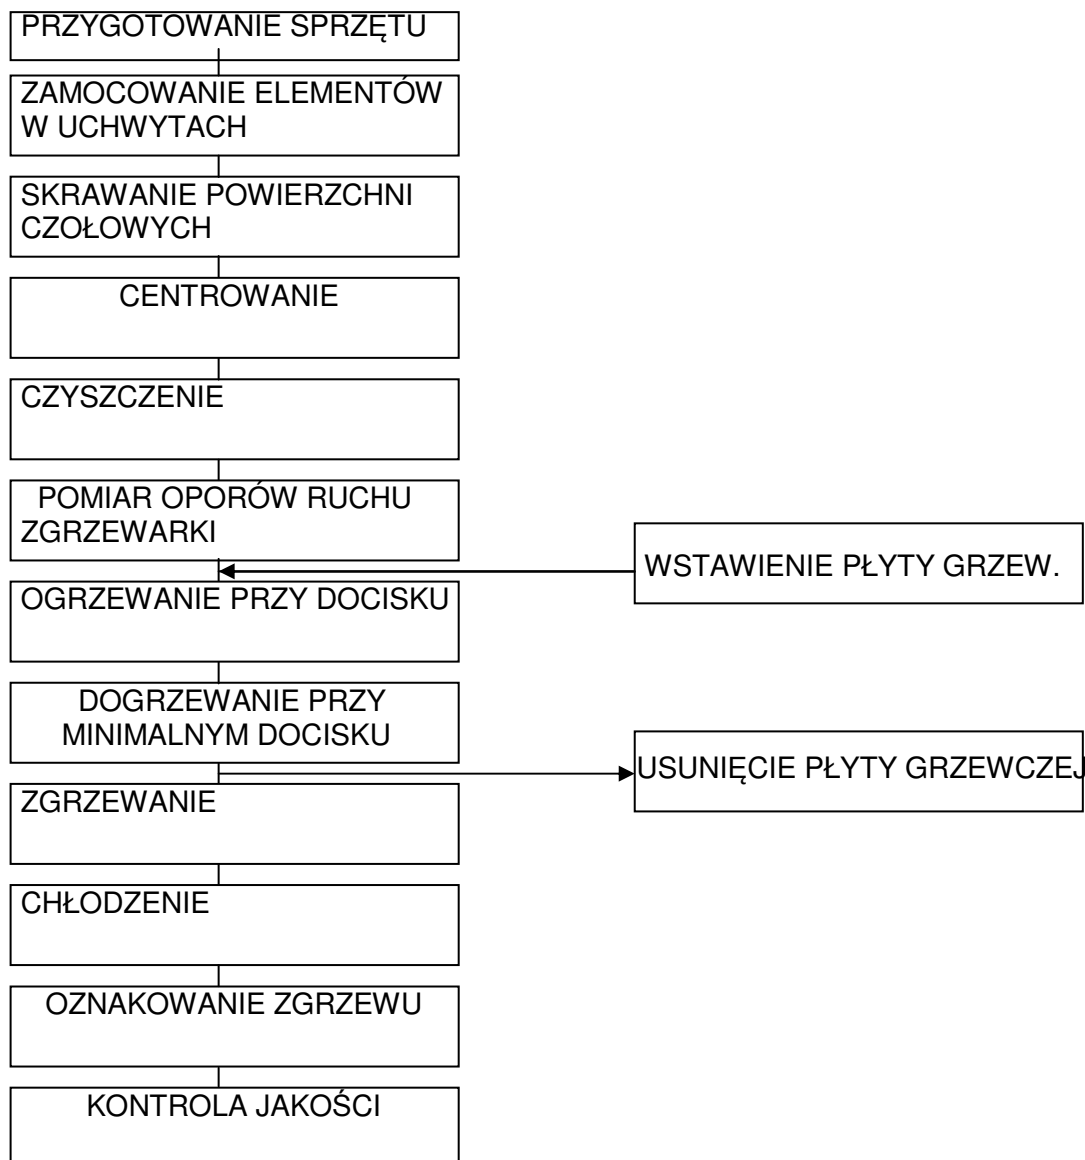 PRZYGOTOWANIE SPRZĘTU
ZAMOCOWANIE ELEMENTÓW
W UCHWYTACH
SKRAWANIE POWIERZCHNI
CZOŁOWYCH
CENTROWANIE
CZYSZCZENIE
POMIAR OPORÓW RUCHU
ZGRZEWARKI
WSTAWIENIE PŁYTY GRZEW.
OGRZEWANIE PRZY DOCISKU
DOGRZEWANIE PRZY
MINIMALNYM DOCISKU
USUNIĘCIE PŁYTY GRZEWCZEJ
ZGRZEWANIE
CHŁODZENIE
OZNAKOWANIE ZGRZEWU
KONTROLA JAKOŚCI